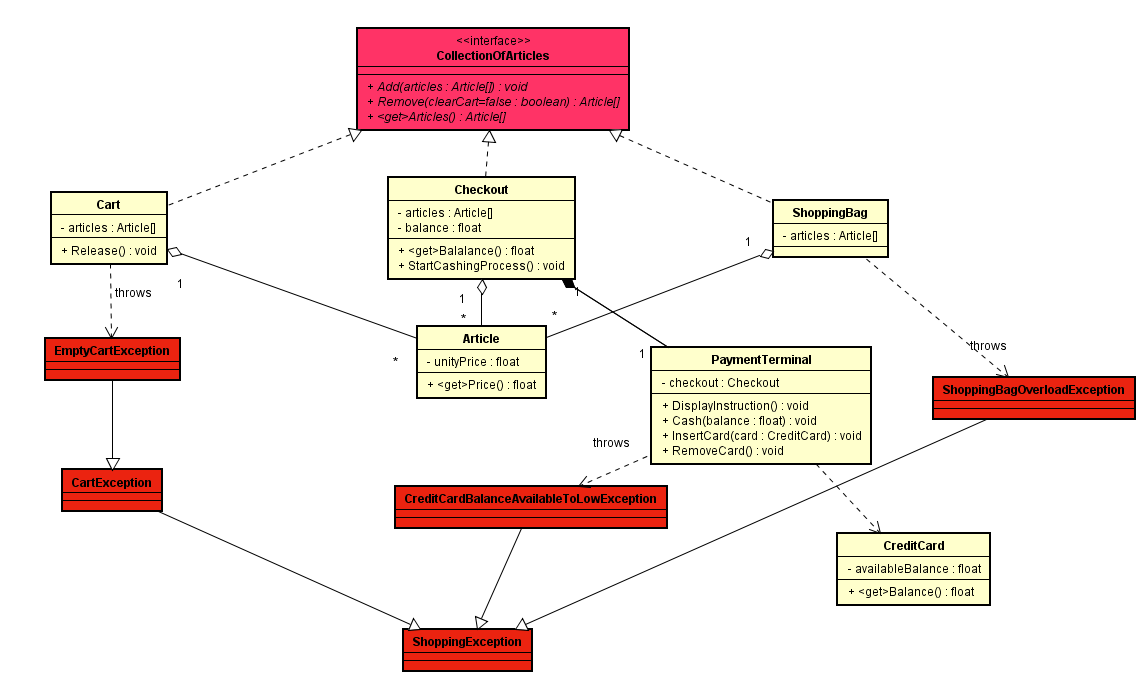 <<interface>>
CollectionOfArticles
+ Add(articles : Article[]) : void
+ Remove(clearCart=false : boolean) : Article[]
+ <get>Articles() : Article[]
Cart
- articles : Article[]
+ Release() : void
Checkout
- articles : Article[]
- balance : float
+ <get>Balalance() : float
+ StartCashingProcess() : void
ShoppingBag
- articles : Article[]
1
1
1
1
throws
*
*
*
1
throws
EmptyCartException
Article
- unityPrice : float
+ <get>Price() : float
PaymentTerminal
- checkout : Checkout
+ DisplayInstruction() : void
+ Cash(balance : float) : void
+ InsertCard(card : CreditCard) : void
+ RemoveCard() : void
ShoppingBagOverloadException
throws
CartException
CreditCardBalanceAvailableToLowException
CreditCard
- availableBalance : float
+ <get>Balance() : float
ShoppingException